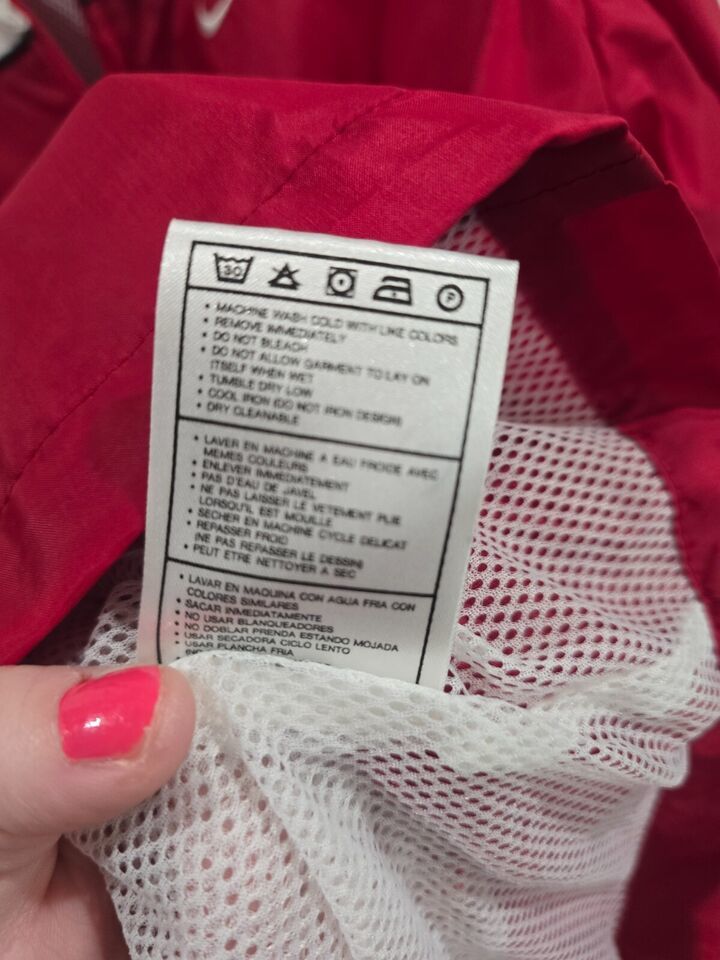 30
P
• MACHINE WASH COLD WITH LIKE COLORS
• REMOVE IMMEDIATELY
• DO NOT BLEACH
• DO NOT ALLOW GARMENT TO LAY ON
ITSELF WHEN WET
• TUMBLE DRY LOW
• COOL IRON (DO NOT IRON DESIGN)
• DRY CLEANABLE
• LAVER EN MACHINE A EAU FROIDE AVEC
MEMES COULEURS
• ENLEVER IMMEDIATEMENT
• PAS D'EAU DE JAVEL
• NE PAS LAISSER LE VETEMENT PLIE
LORSQU'IL EST MOUILLE
• SECHER EN MACHINE CYCLE DELICAT
• REPASSER FROID
(NE PAS REPASSER LE DESSIN)
• PEUT ETRE NETTOYER A SEC
• LAVAR EN MAQUINA CON AGUA FRIA CON
COLORES SIMILARES
• SACAR INMEDIATAMENTE
• NO USAR BLANQUEADORES
• NO DOBLAR PRENDA ESTANDO MOJADA
• USAR SECADORA CICLO LENTO
• USAR PLANCHA FRIA